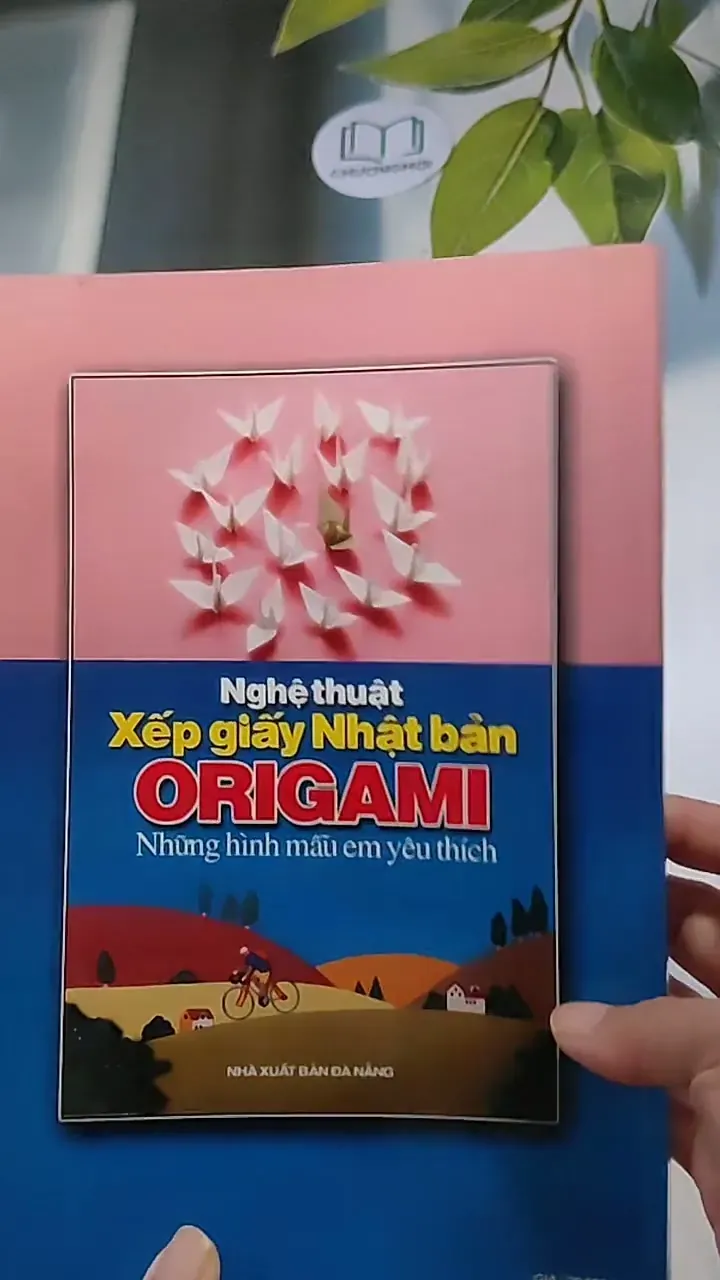 Nghệ thuật
Xếp giấy Nhật bản
ORIGAMI
Những hình mẫu em yêu thích
NHÀ XUẤT BẢN ĐÀ NẴNG